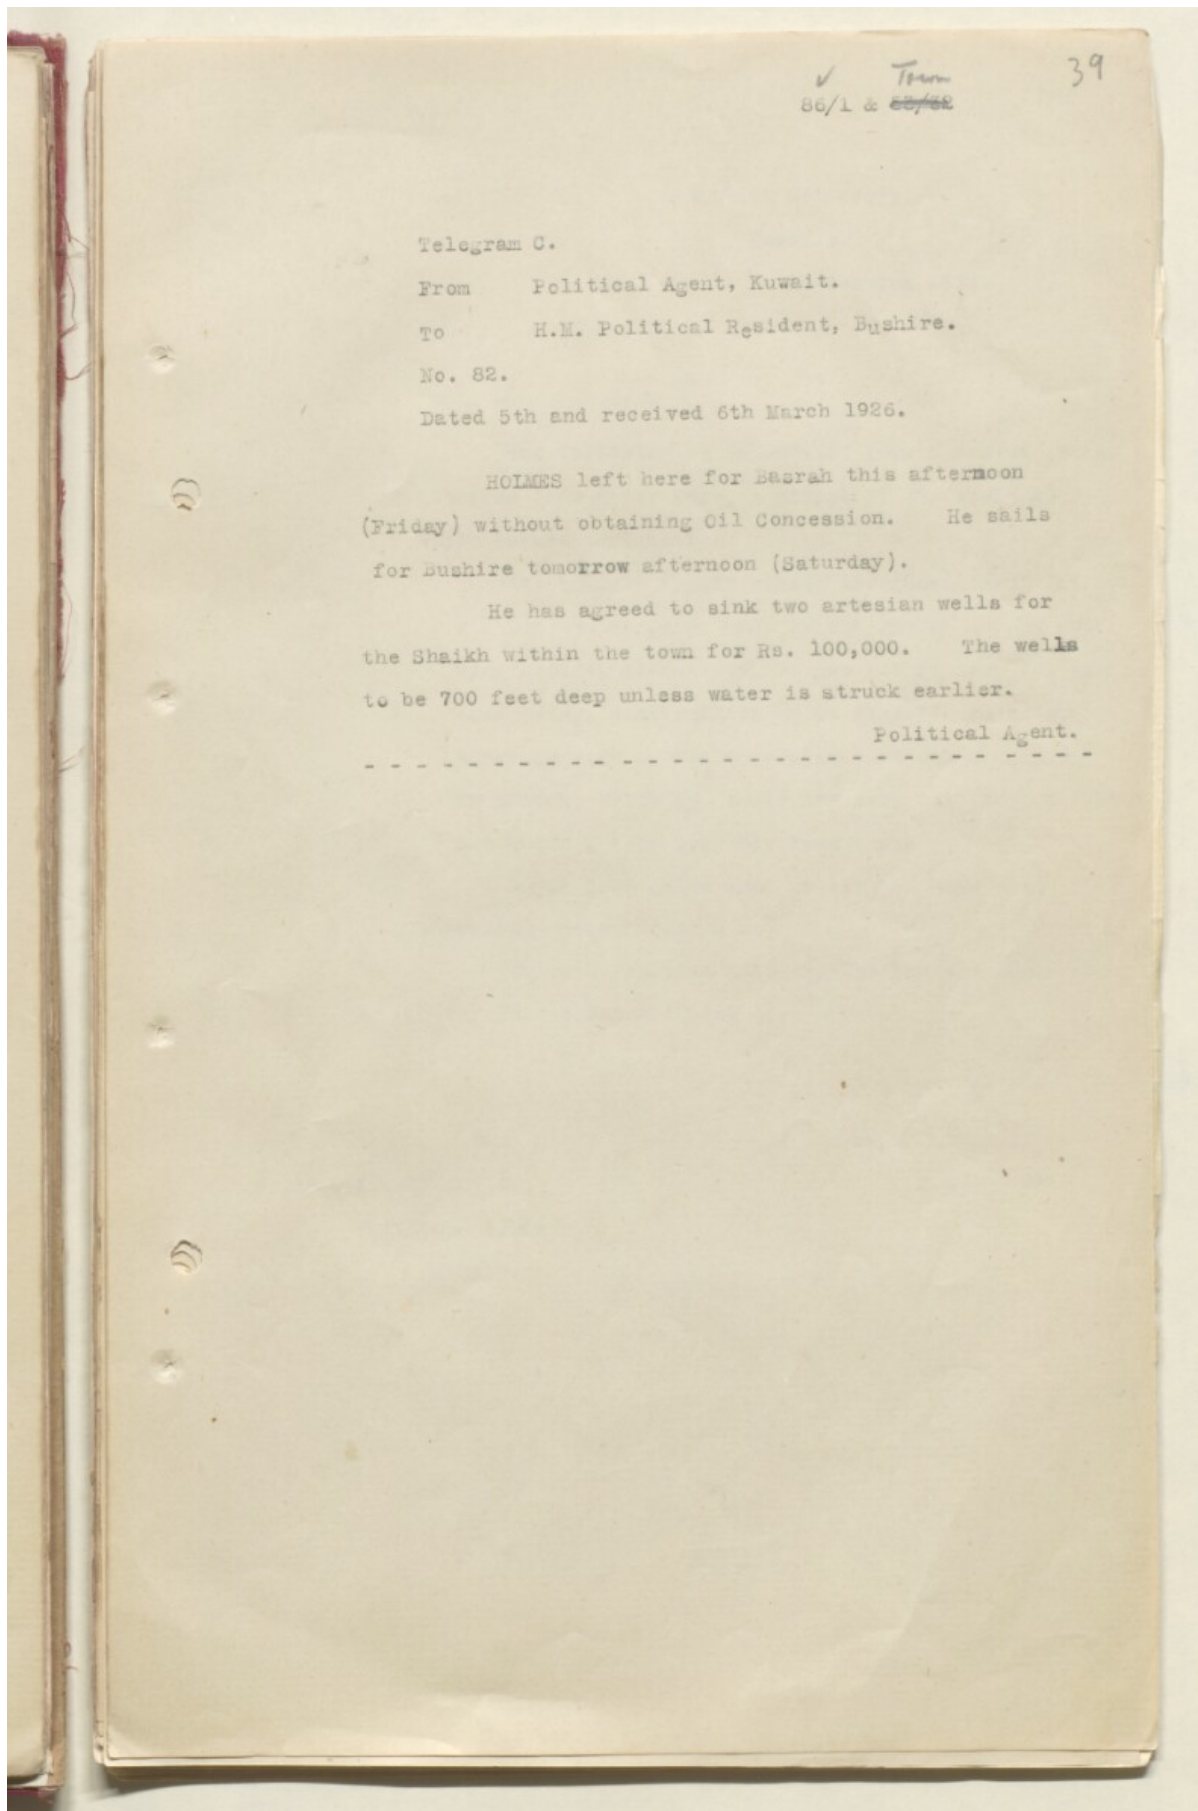 39
✓ Town
86/1 &
Telegram C.
From Political Agent, Kuwait.
To H.M. Political Resident, Bushire.
No. 82.
Dated 5th and received 6th March 1926.
HOLMES left here for Basrah this afternoon
(Friday) without obtaining Oil Concession. He sails
for Bushire tomorrow afternoon (Saturday).
He has agreed to sink two artesian wells for
the Shaikh within the town for Rs. 100,000. The wells
to be 700 feet deep unless water is struck earlier.
Political Agent.
- - - - - - - - - - - - - - - - - - - - - - - - - - - - -